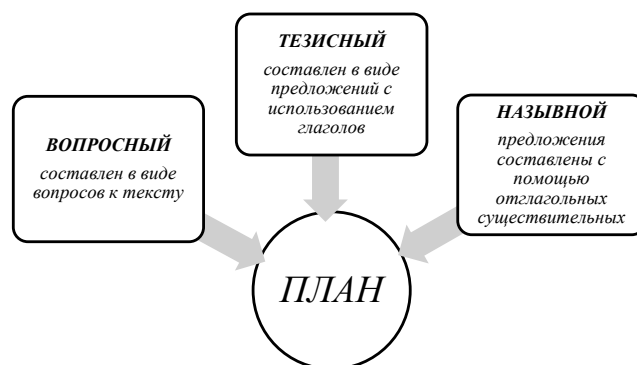 ВОПРОСНЫЙ
составлен в виде
вопросов к тексту
ТЕЗИСНЫЙ
составлен в виде
предложений с
использованием
глаголов
НАЗЫВНОЙ
предложения
составлены с
помощью
отглагольных
существительных
ПЛАН